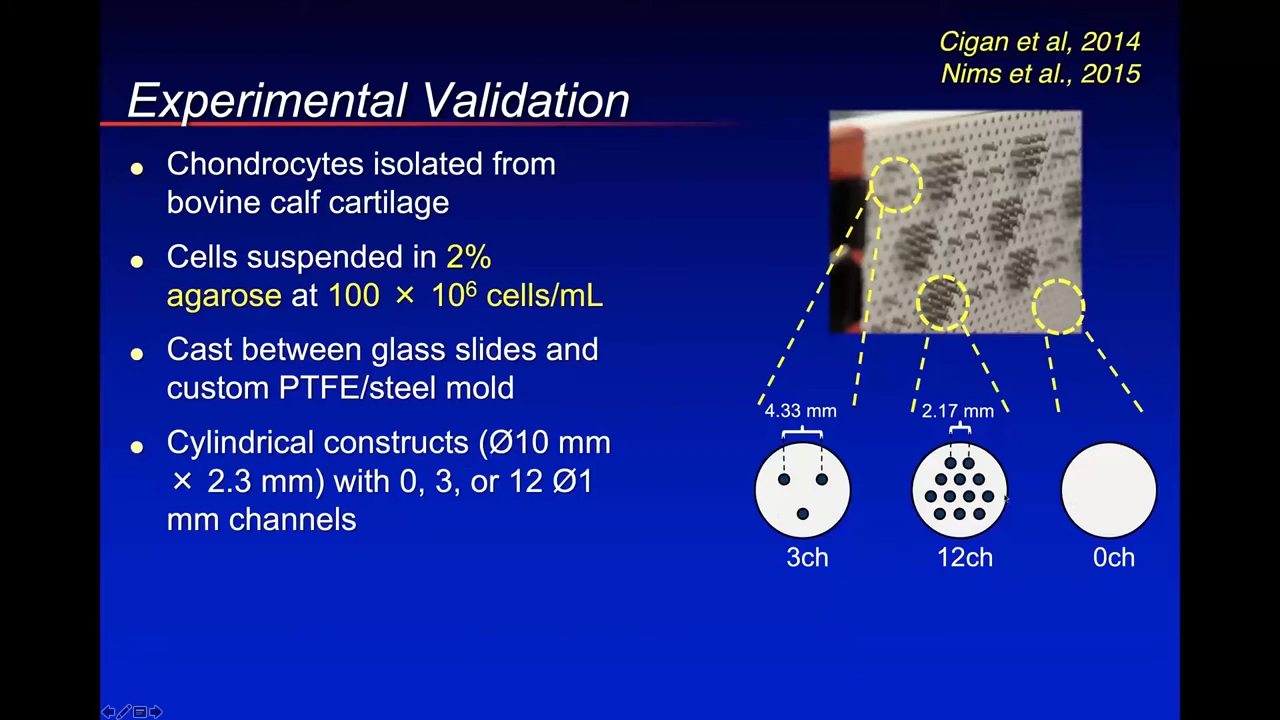 Cigan et al, 2014
Nims et al., 2015
Experimental Validation
Chondrocytes isolated from
bovine calf cartilage
Cells suspended in 2%
agarose at 100 × 10⁶ cells/mL
Cast between glass slides and
custom PTFE/steel mold
Cylindrical constructs (Ø10 mm
× 2.3 mm) with 0, 3, or 12 Ø1
mm channels
4.33 mm
2.17 mm
3ch
12ch
0ch